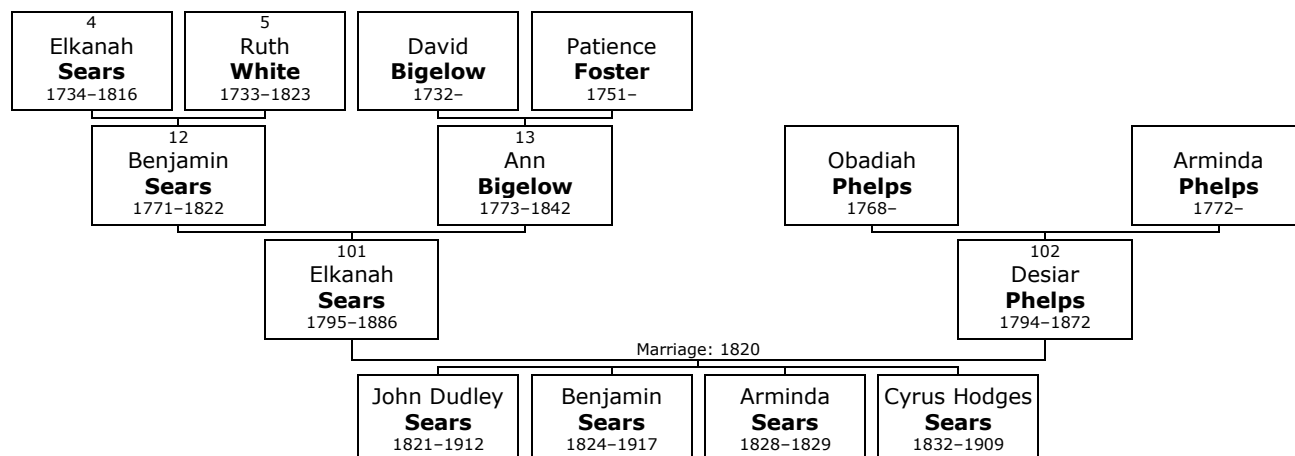 4
Elkanah
Sears
1734–1816
5
Ruth
White
1733–1823
David
Bigelow
1732–
Patience
Foster
1751–
12
Benjamin
Sears
1771–1822
13
Ann
Bigelow
1773–1842
Obadiah
Phelps
1768–
Arminda
Phelps
1772–
101
Elkanah
Sears
1795–1886
102
Desiar
Phelps
1794–1872
Marriage: 1820
John Dudley
Sears
1821–1912
Benjamin
Sears
1824–1917
Arminda
Sears
1828–1829
Cyrus Hodges
Sears
1832–1909